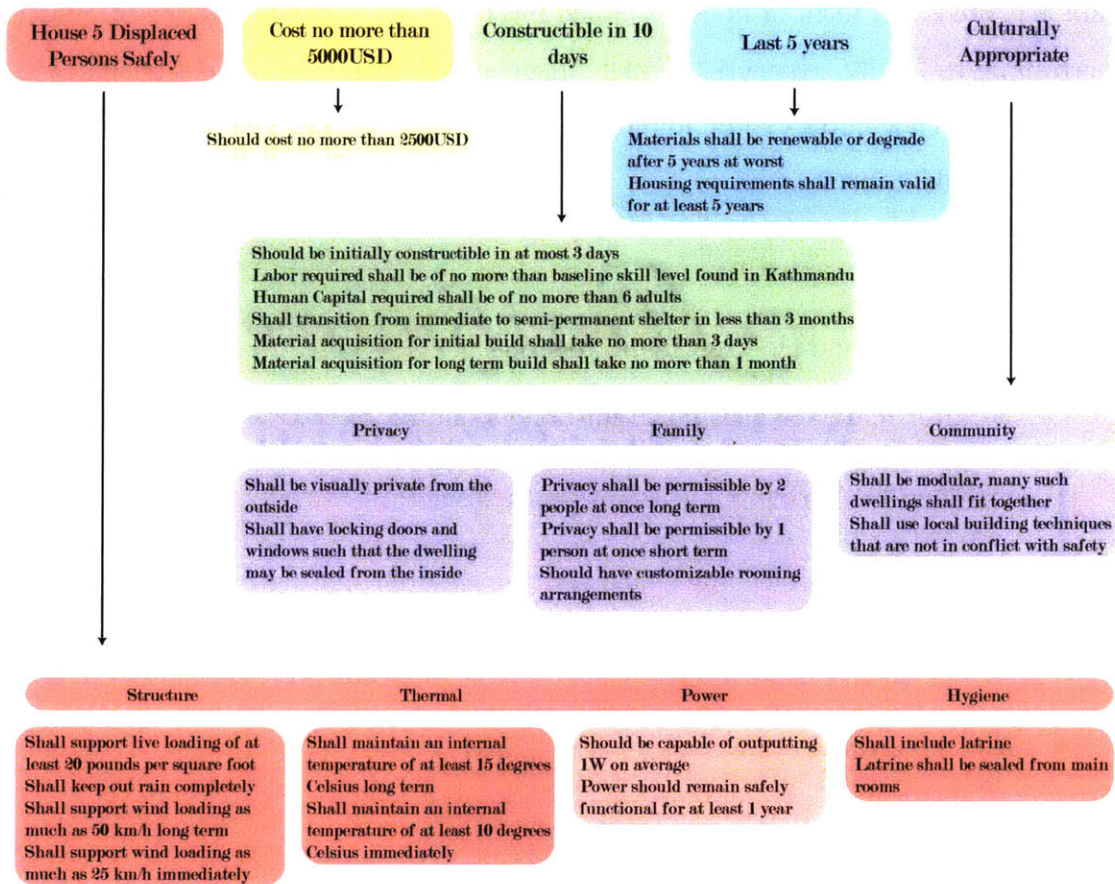 House 5 Displaced
Persons Safely
Cost no more than
5000USD
Constructible in 10
days
Last 5 years
Culturally
Appropriate
Should cost no more than 2500USD
Materials shall be renewable or degrade
after 5 years at worst
Housing requirements shall remain valid
for at least 5 years
Should be initially constructible in at most 3 days
Labor required shall be of no more than baseline skill level found in Kathmandu
Human Capital required shall be of no more than 6 adults
Shall transition from immediate to semi-permanent shelter in less than 3 months
Material acquisition for initial build shall take no more than 3 days
Material acquisition for long term build shall take no more than 1 month
Privacy
Family
Community
Shall be visually private from the
outside
Shall have locking doors and
windows such that the dwelling
may be sealed from the inside
Privacy shall be permissible by 2
people at once long term
Privacy shall be permissible by 1
person at once short term
Should have customizable rooming
arrangements
Shall be modular, many such
dwellings shall fit together
Shall use local building techniques
that are not in conflict with safety
Structure
Thermal
Power
Hygiene
Shall support live loading of at
least 20 pounds per square foot
Shall keep out rain completely
Shall support wind loading as
much as 50 km/h long term
Shall support wind loading as
much as 25 km/h immediately
Shall maintain an internal
temperature of at least 15 degrees
Celsius long term
Shall maintain an internal
temperature of at least 10 degrees
Celsius immediately
Should be capable of outputting
1W on average
Power should remain safely
functional for at least 1 year
Shall include latrine
Latrine shall be sealed from main
rooms